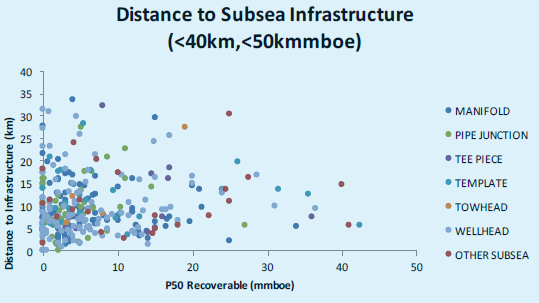 Distance to Subsea Infrastructure
(<40km,<50kmmboe)
Distance to Infrastructure (km)
40
35
30
25
20
15
10
5
0
0
10
20
30
40
50
P50 Recoverable (mmboe)
MANIFOLD
PIPE JUNCTION
TEE PIECE
TEMPLATE
TOWHEAD
WELLHEAD
OTHER SUBSEA